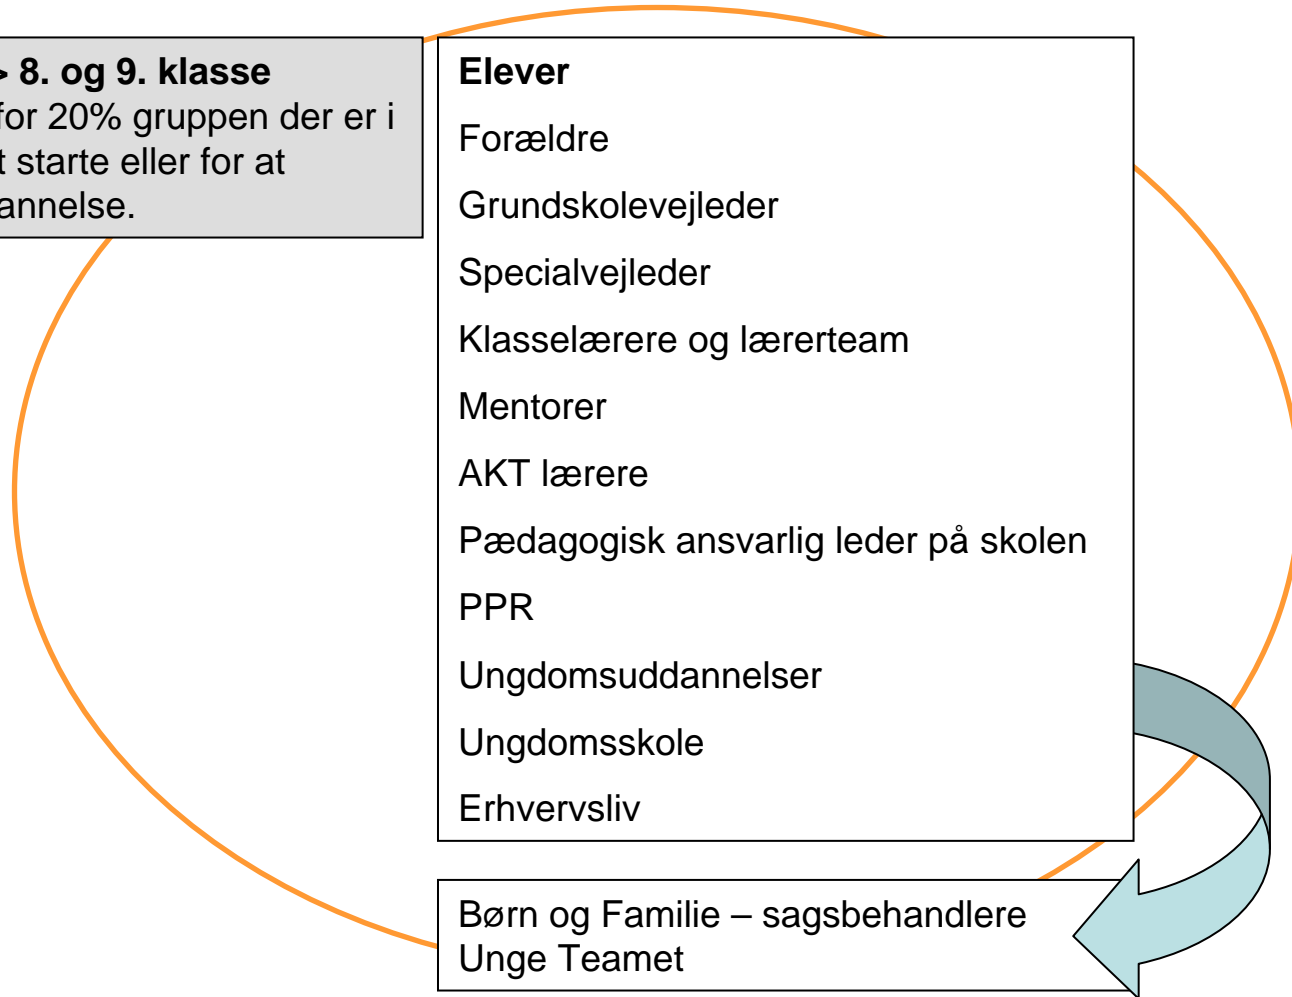 > 8. og 9. klasse
for 20% gruppen der er i
t starte eller for at
annelse.
Elever
Forældre
Grundskolevejleder
Specialvejleder
Klasselærere og lærerteam
Mentorer
AKT lærere
Pædagogisk ansvarlig leder på skolen
PPR
Ungdomsuddannelser
Ungdomsskole
Erhvervsliv
Børn og Familie – sagsbehandlere
Unge Teamet